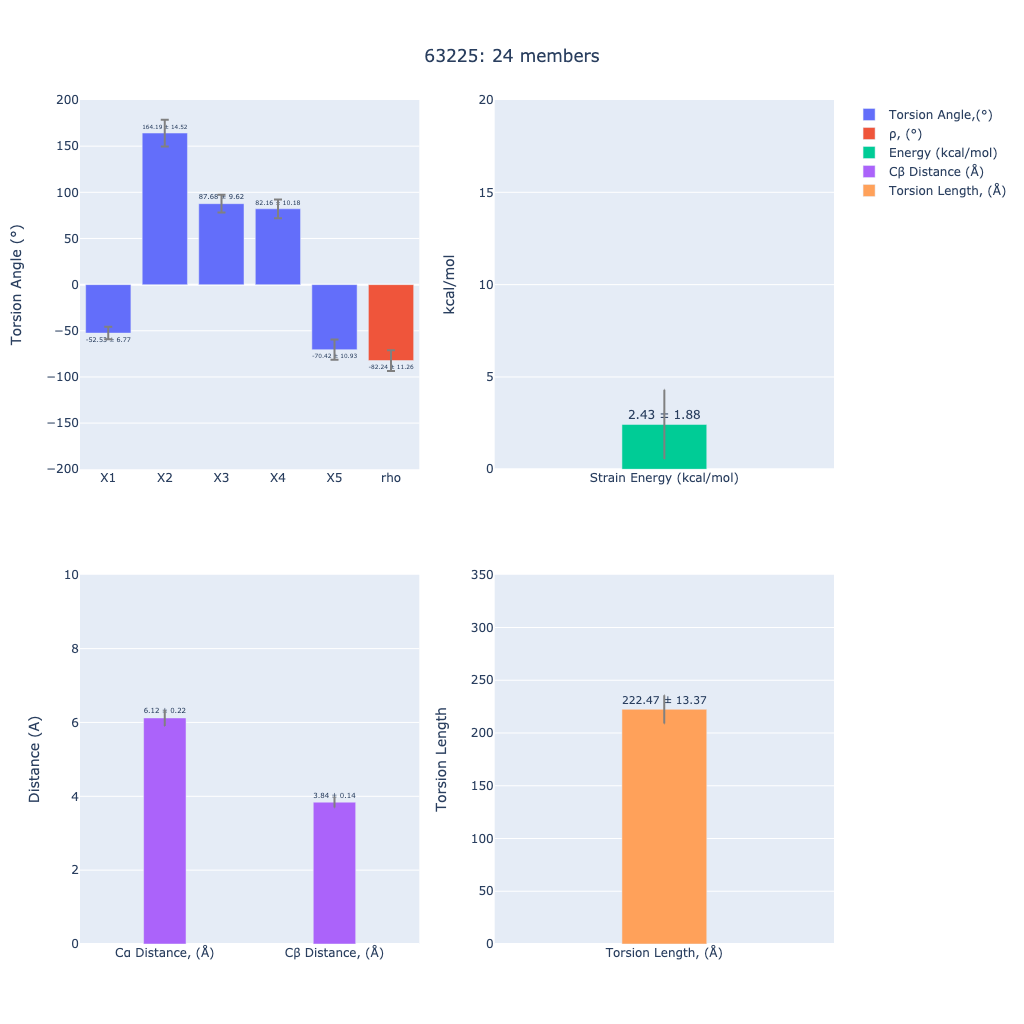 63225: 24 members
Torsion Angle (°)
200
150
100
50
0
−50
−100
−150
−200
164.19 ± 14.52
87.68 ± 9.62
82.16 ± 10.18
-52.53 ± 6.77
-70.42 ± 10.93
-82.24 ± 11.26
X1 X2 X3 X4 X5 rho
kcal/mol
20
15
10
5
0
2.43 ± 1.88
Strain Energy (kcal/mol)
Torsion Angle,(°)
ρ, (°)
Energy (kcal/mol)
Cβ Distance (Å)
Torsion Length, (Å)
Distance (A)
10
8
6
4
2
0
6.12 ± 0.22
3.84 ± 0.14
Cα Distance, (Å) Cβ Distance, (Å)
Torsion Length
350
300
250
200
150
100
50
0
222.47 ± 13.37
Torsion Length, (Å)